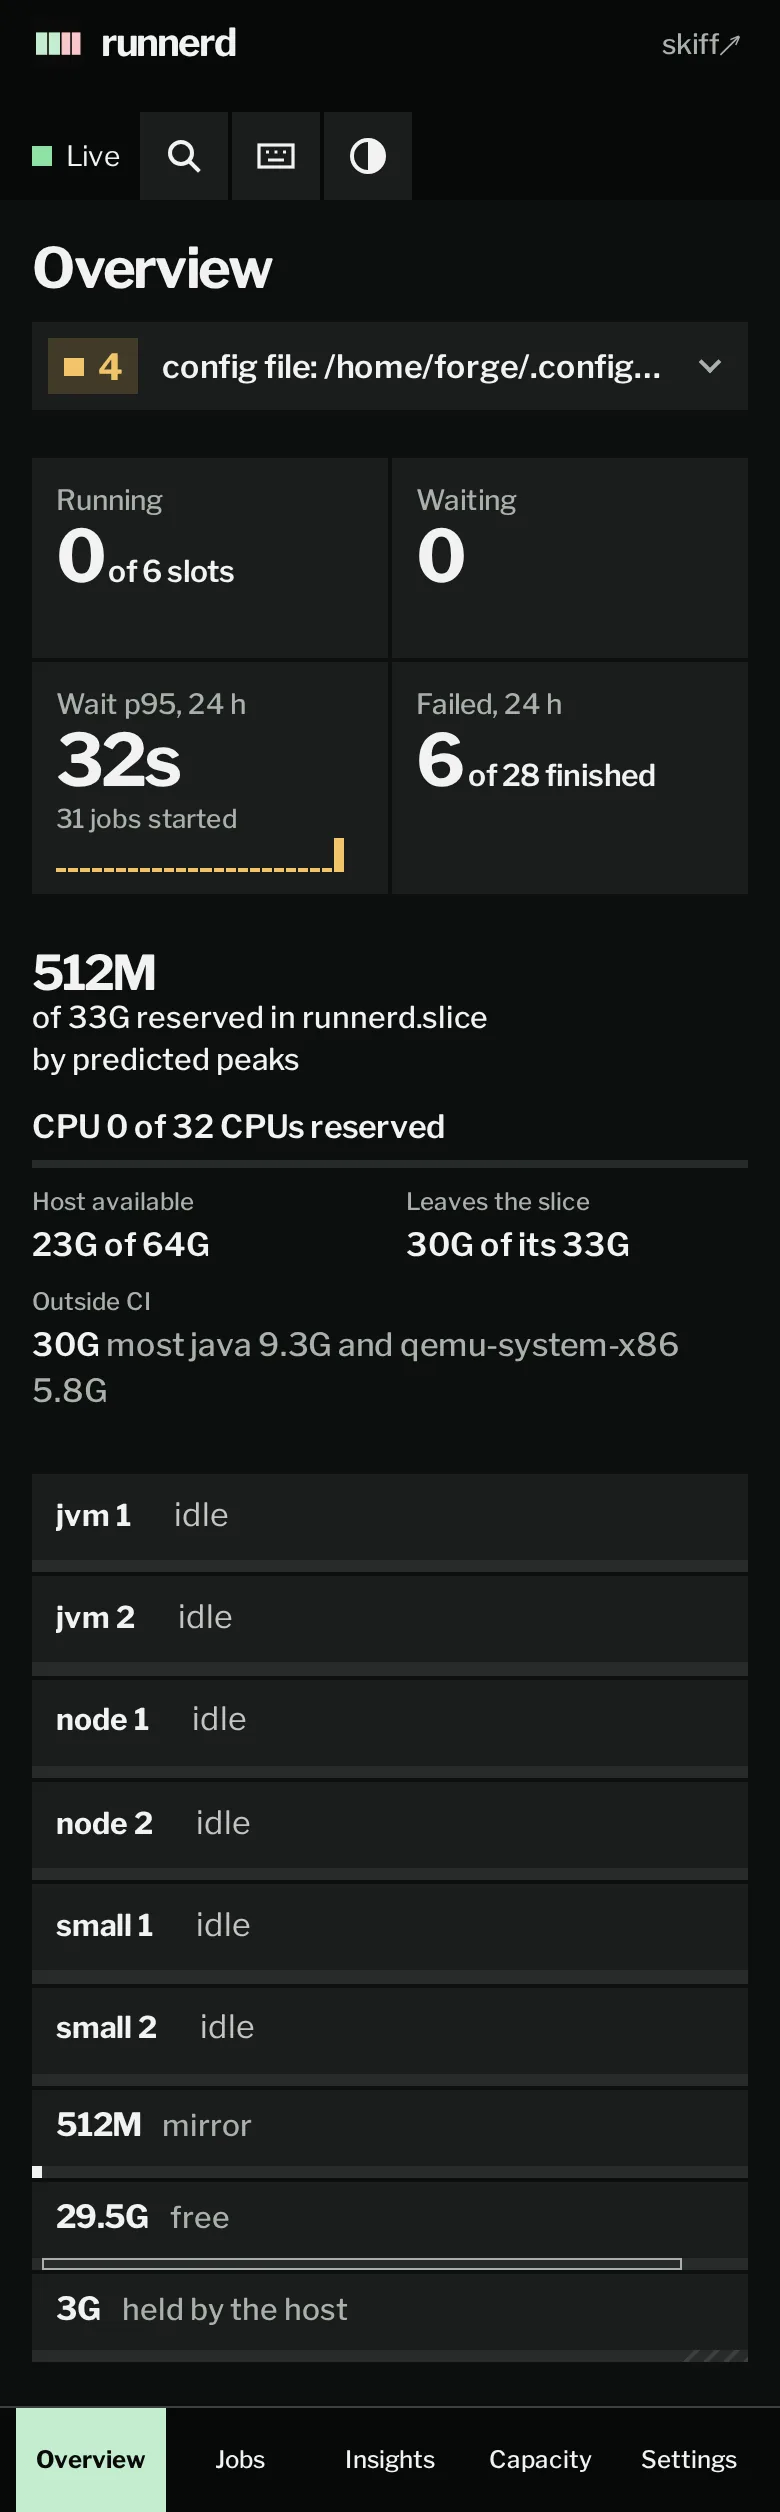 runnerd
skiff↗
Live
Overview
4 config file: /home/forge/.config...
Running
0 of 6 slots
Waiting
0
Wait p95, 24 h
32s
31 jobs started
Failed, 24 h
6 of 28 finished
512M
of 33G reserved in runnerd.slice
by predicted peaks
CPU 0 of 32 CPUs reserved
Host available
23G of 64G
Leaves the slice
30G of its 33G
Outside CI
30G most java 9.3G and qemu-system-x86
5.8G
jvm 1 idle
jvm 2 idle
node 1 idle
node 2 idle
small 1 idle
small 2 idle
512M mirror
29.5G free
3G held by the host
Overview Jobs Insights Capacity Settings